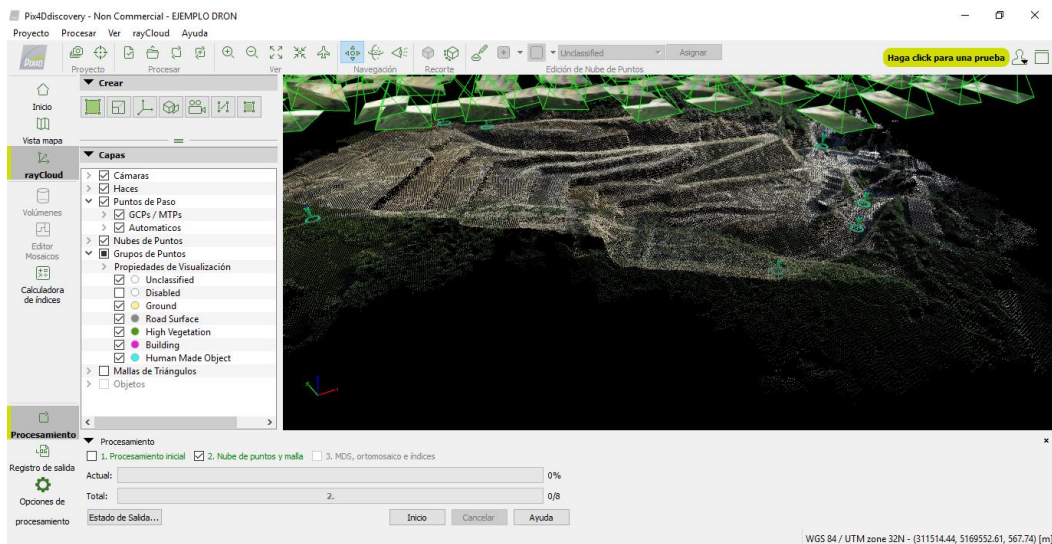 Pix4Ddiscovery - Non Commercial - EJEMPLO DRON
Proyecto Procesar Ver rayCloud Ayuda
Unclassified Asignar
Proyecto Procesar Ver Navegación Recorte Edición de Nube de Puntos
Haga click para una prueba
Inicio
Vista mapa
rayCloud
Volúmenes
Editor
Mosaicos
Calculadora
de índices
Crear
Capas
Cámaras
Haces
Puntos de Paso
GCPs / MTPs
Automaticos
Nubes de Puntos
Grupos de Puntos
Propiedades de Visualización
Unclassified
Disabled
Ground
Road Surface
High Vegetation
Building
Human Made Object
Mallas de Triángulos
Objetos
Procesamiento
Registro de salida
Opciones de
procesamiento
Procesamiento
1. Procesamiento inicial 2. Nube de puntos y malla 3. MDS, ortomosaico e índices
Actual: 0%
Total: 2. 0/8
Estado de Salida... Inicio Cancelar Ayuda
WGS 84 / UTM zone 32N - (311514.44, 5169552.61, 567.74) [m]